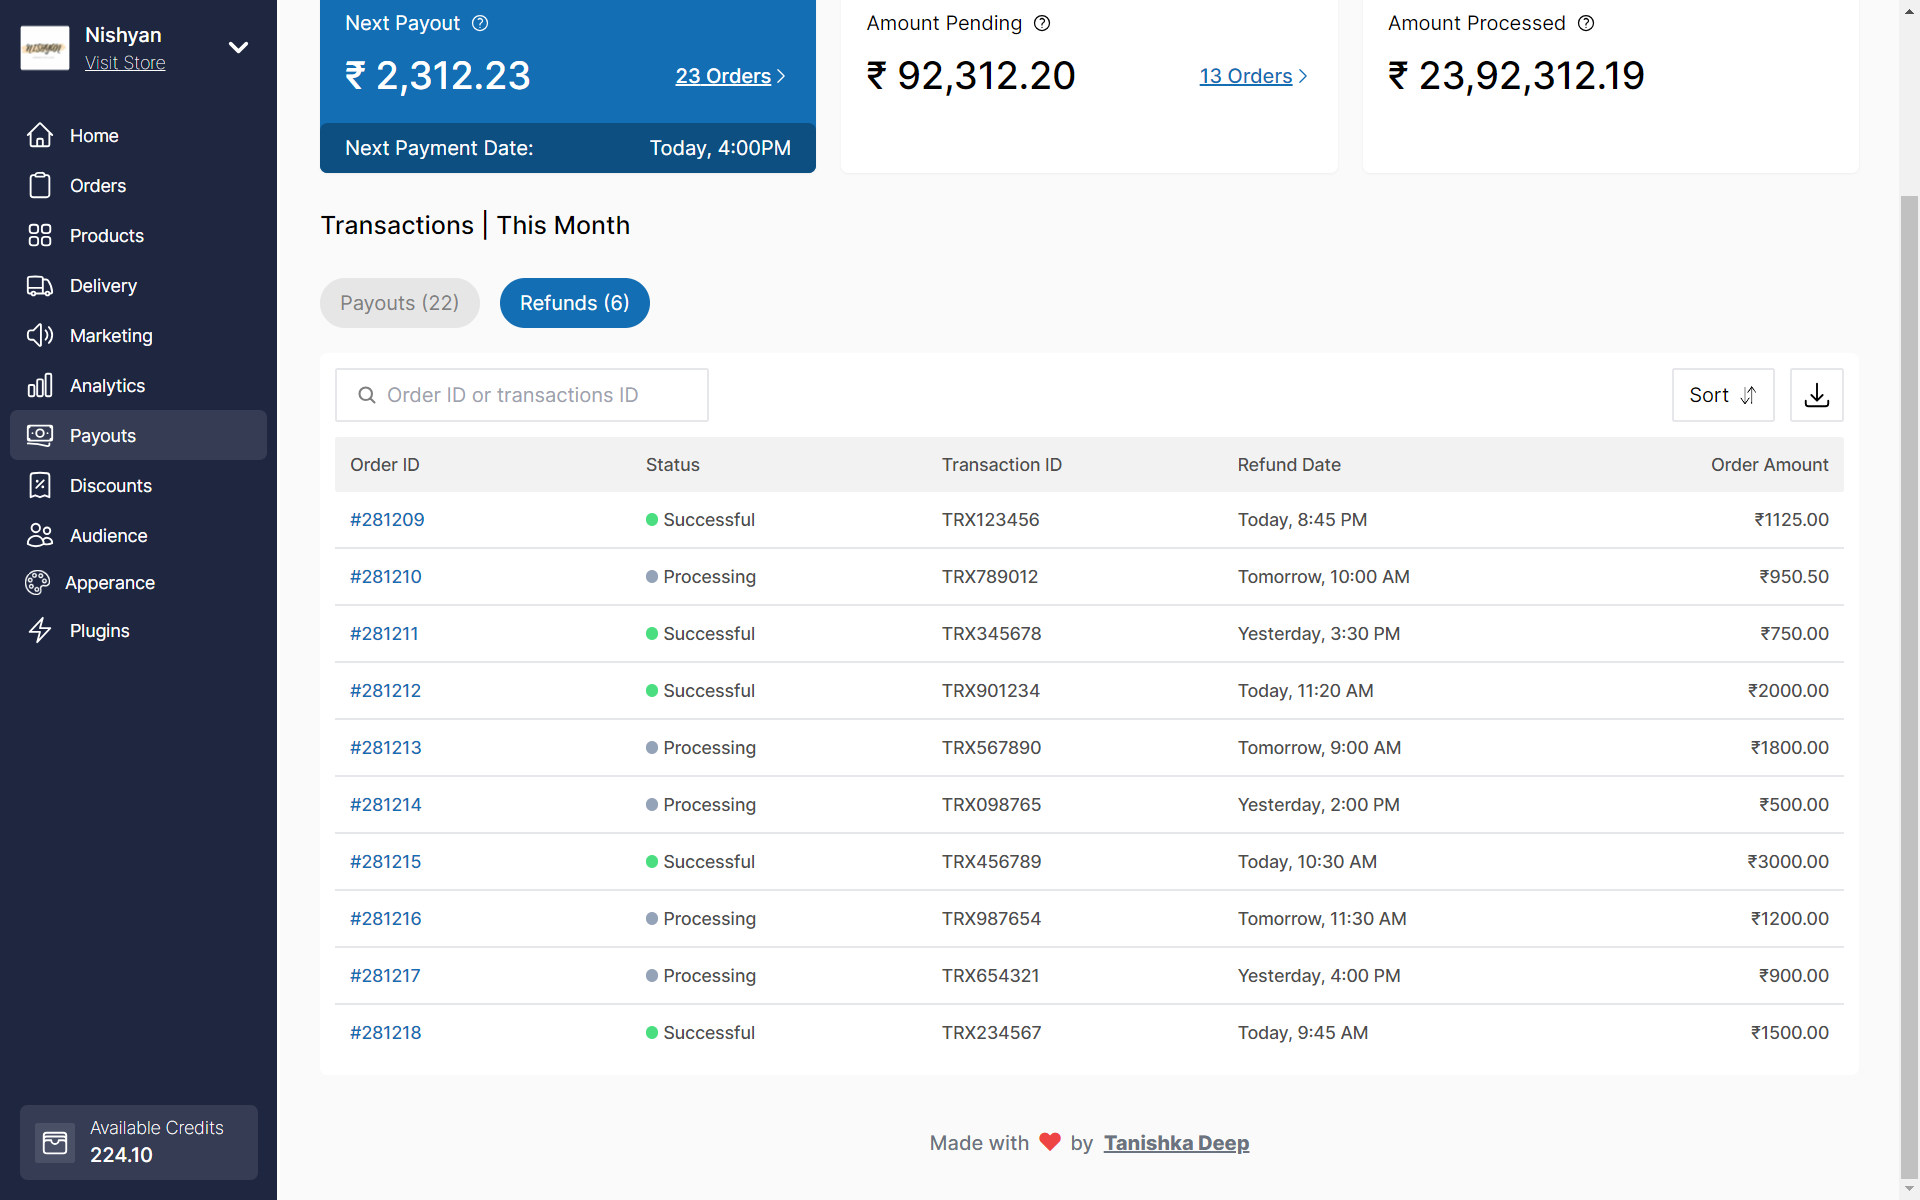 Nishyan
Visit Store
Home
Orders
Products
Delivery
Marketing
Analytics
Payouts
Discounts
Audience
Apperance
Plugins
Available Credits
224.10
Next Payout
₹ 2,312.23 23 Orders
Next Payment Date: Today, 4:00PM
Amount Pending
₹ 92,312.20 13 Orders
Amount Processed
₹ 23,92,312.19
Transactions | This Month
Payouts (22) Refunds (6)
Order ID or transactions ID Sort
Order ID Status Transaction ID Refund Date Order Amount
#281209 Successful TRX123456 Today, 8:45 PM ₹1125.00
#281210 Processing TRX789012 Tomorrow, 10:00 AM ₹950.50
#281211 Successful TRX345678 Yesterday, 3:30 PM ₹750.00
#281212 Successful TRX901234 Today, 11:20 AM ₹2000.00
#281213 Processing TRX567890 Tomorrow, 9:00 AM ₹1800.00
#281214 Processing TRX098765 Yesterday, 2:00 PM ₹500.00
#281215 Successful TRX456789 Today, 10:30 AM ₹3000.00
#281216 Processing TRX987654 Tomorrow, 11:30 AM ₹1200.00
#281217 Processing TRX654321 Yesterday, 4:00 PM ₹900.00
#281218 Successful TRX234567 Today, 9:45 AM ₹1500.00
Made with ❤ by Tanishka Deep